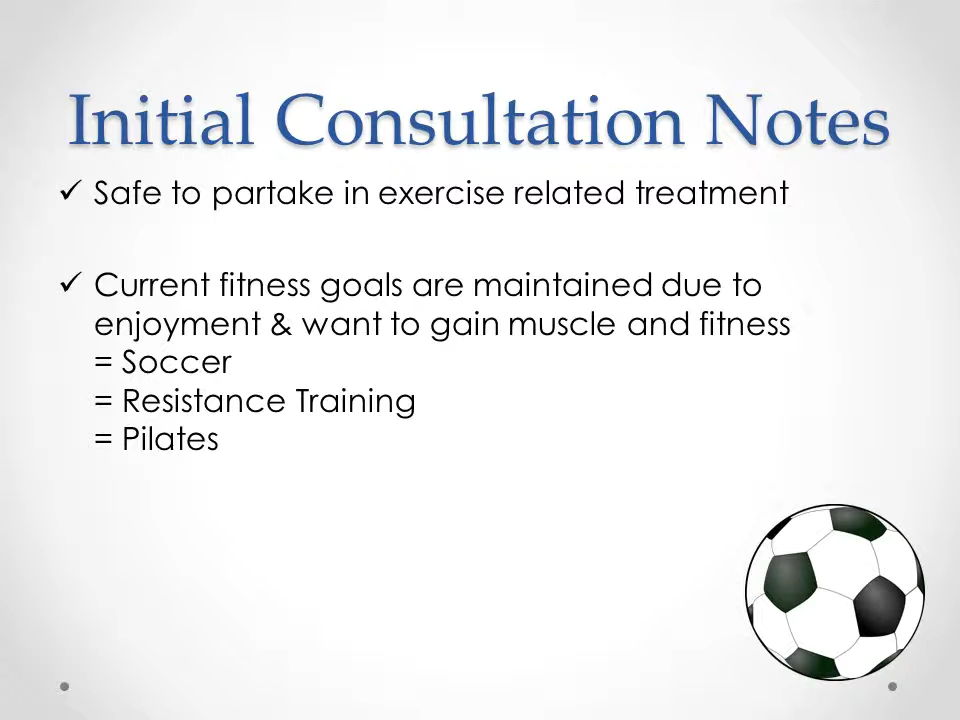 Initial Consultation Notes
✓ Safe to partake in exercise related treatment
✓ Current fitness goals are maintained due to
enjoyment & want to gain muscle and fitness
= Soccer
= Resistance Training
= Pilates